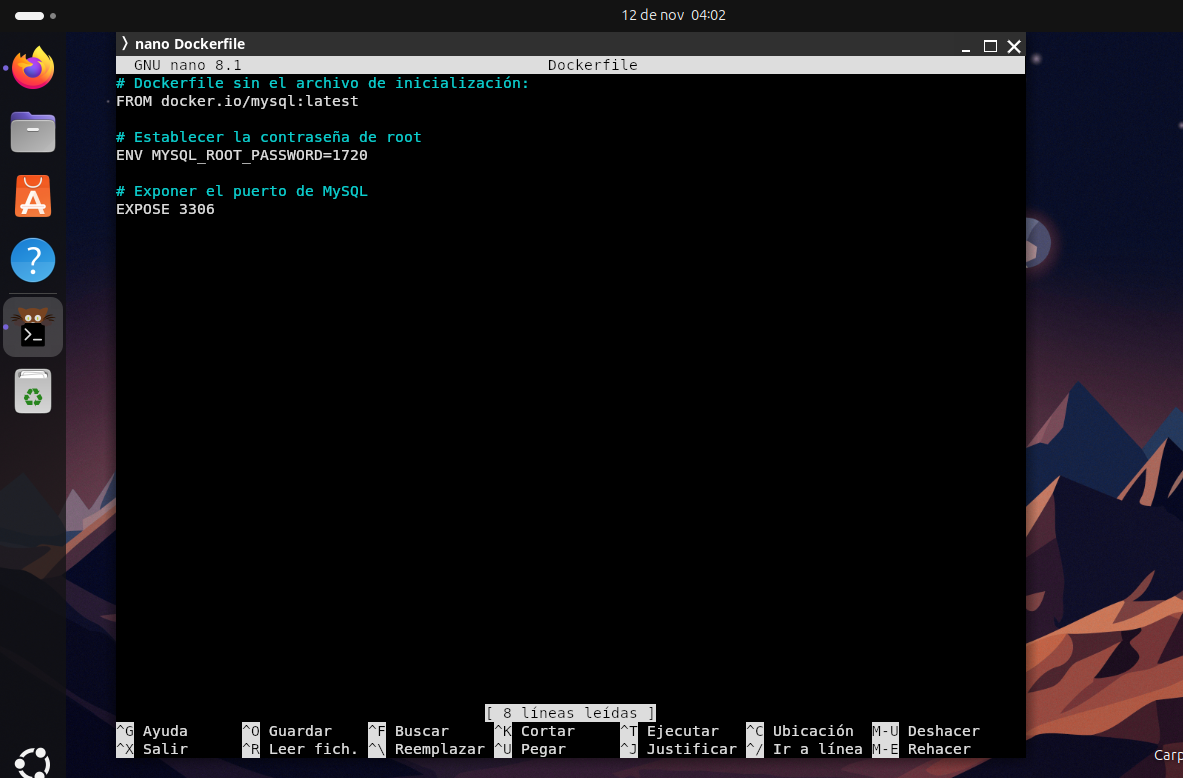 12 de nov 04:02
❭ nano Dockerfile
GNU nano 8.1 Dockerfile
# Dockerfile sin el archivo de inicialización:
FROM docker.io/mysql:latest
# Establecer la contraseña de root
ENV MYSQL_ROOT_PASSWORD=1720
# Exponer el puerto de MySQL
EXPOSE 3306
[ 8 líneas leídas ]
^G Ayuda ^O Guardar ^F Buscar ^K Cortar ^T Ejecutar ^C Ubicación M-U Deshacer
^X Salir ^R Leer fich. ^\ Reemplazar ^U Pegar ^J Justificar ^/ Ir a línea M-E Rehacer
Carp